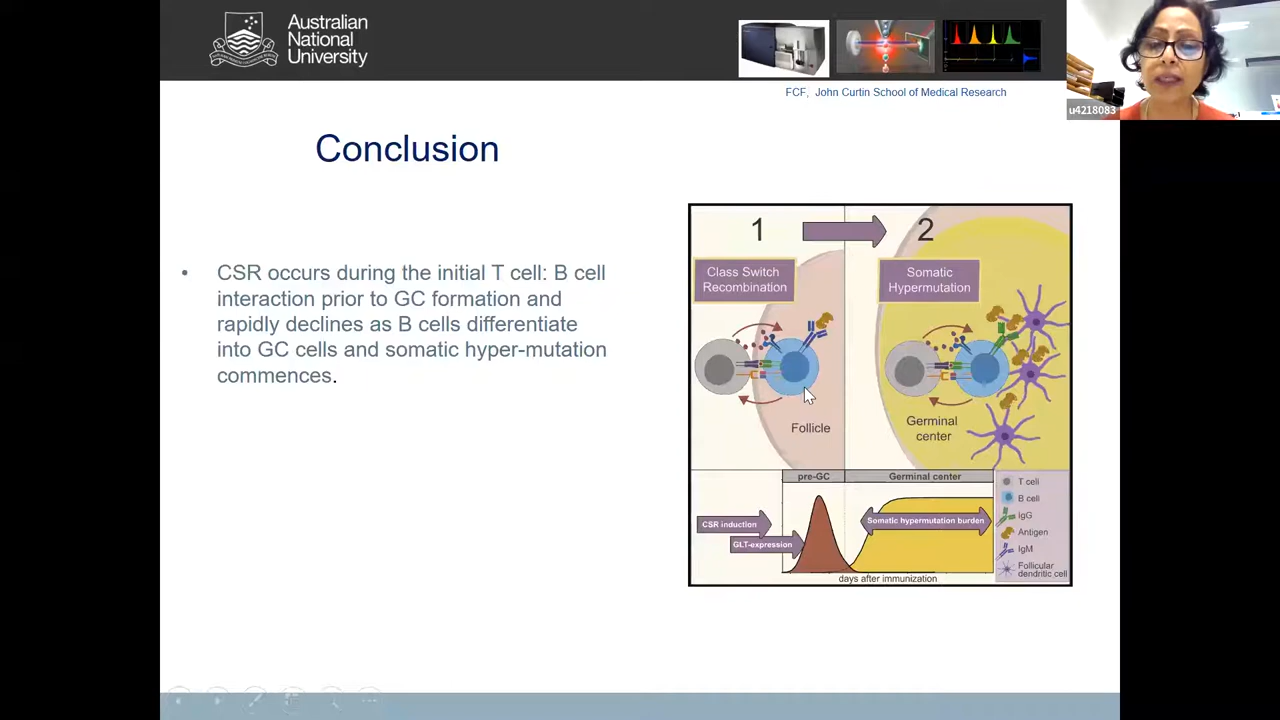 Australian
National
University
FCF, John Curtin School of Medical Research
u4218083
Conclusion
• CSR occurs during the initial T cell: B cell
interaction prior to GC formation and
rapidly declines as B cells differentiate
into GC cells and somatic hyper-mutation
commences.
1
2
Class Switch
Recombination
Somatic
Hypermutation
Follicle
Germinal
center
pre-GC
Germinal center
CSR induction
GLT-expression
Somatic hypermutation burden
days after immunization
T cell
B cell
IgG
Antigen
IgM
Follicular
dendritic cell